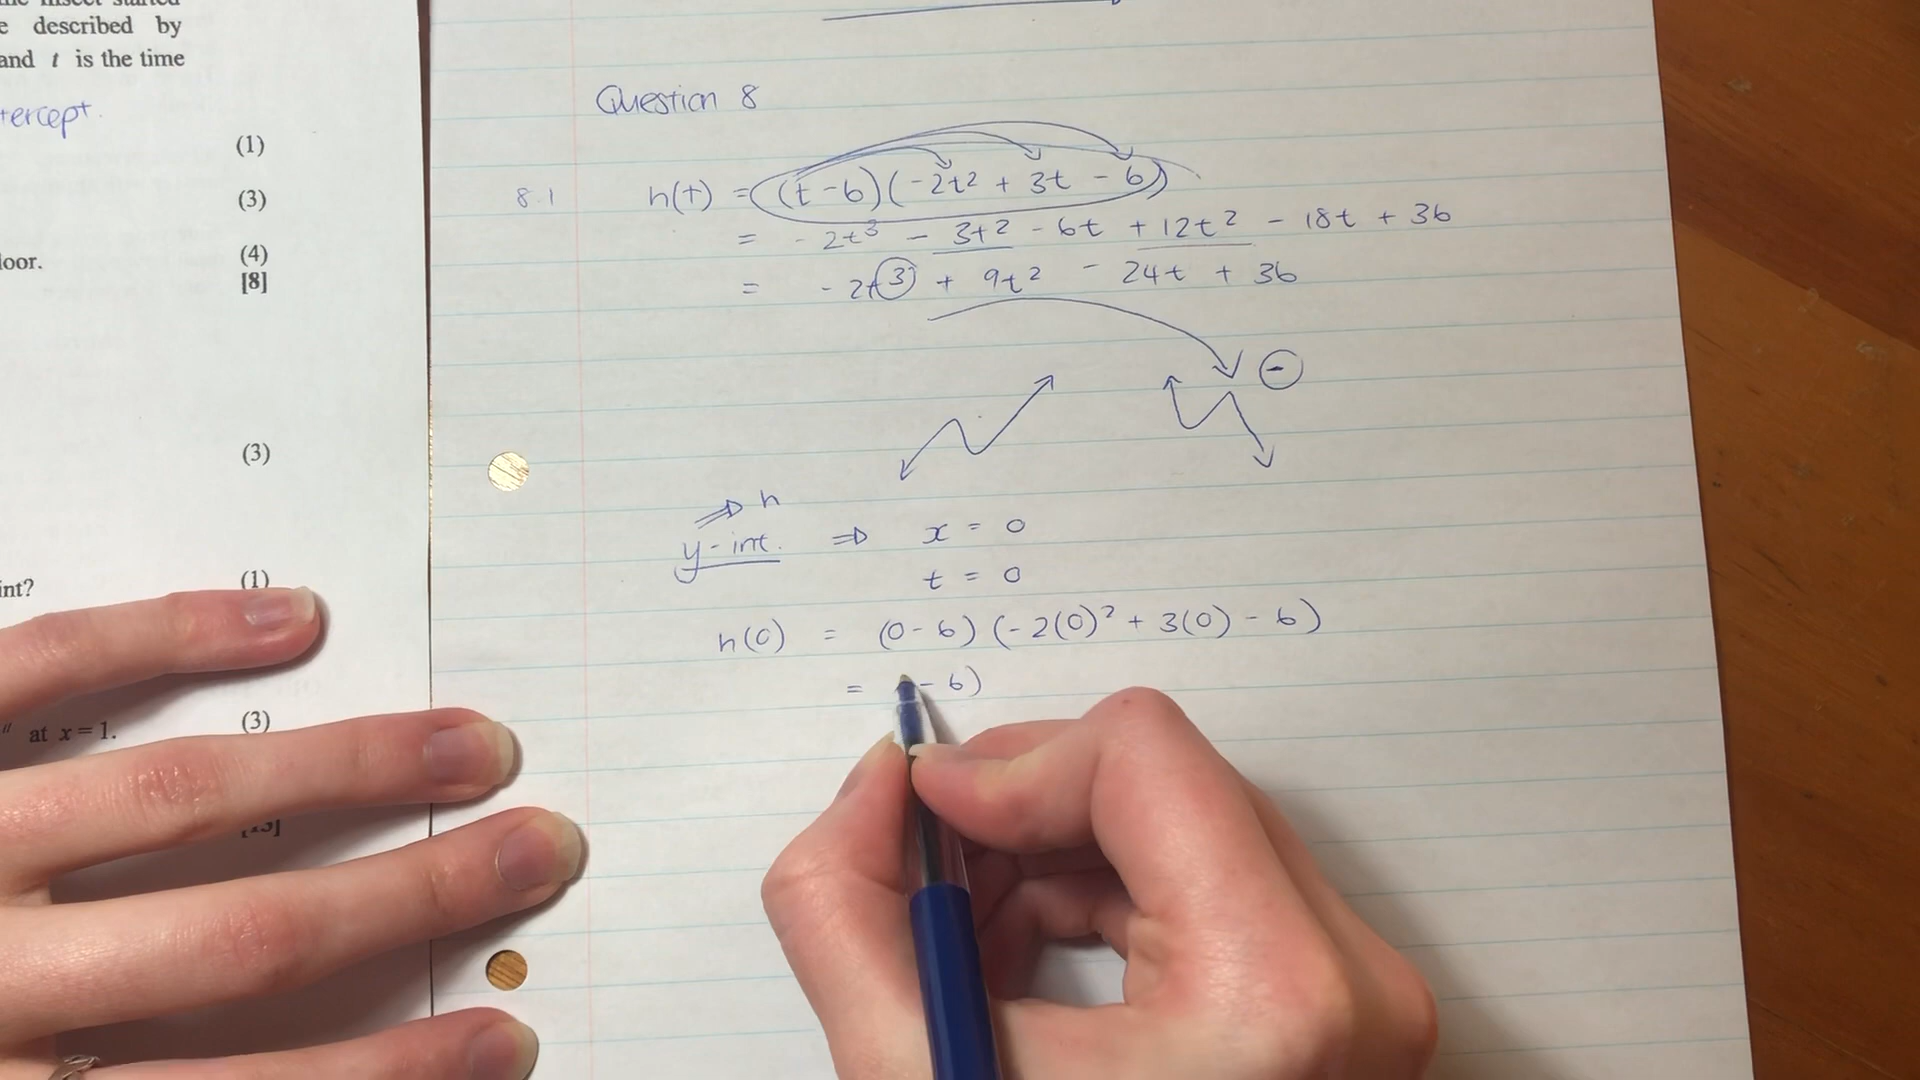 described by
and t is the time
tercept.
(1)
(3)
loor. (4)
[8]
(3)
int? (1)
(3)
at x = 1.
Question 8
8.1 h(t) = (t - 6)(-2t² + 3t - 6)
= -2t³ - 3t² - 6t + 12t² - 18t + 36
= -2t³ + 9t² - 24t + 36
-
⇒ h
y-int. ⇒ x = 0
t = 0
h(0) = (0 - 6)(-2(0)² + 3(0) - 6)
= - 6)